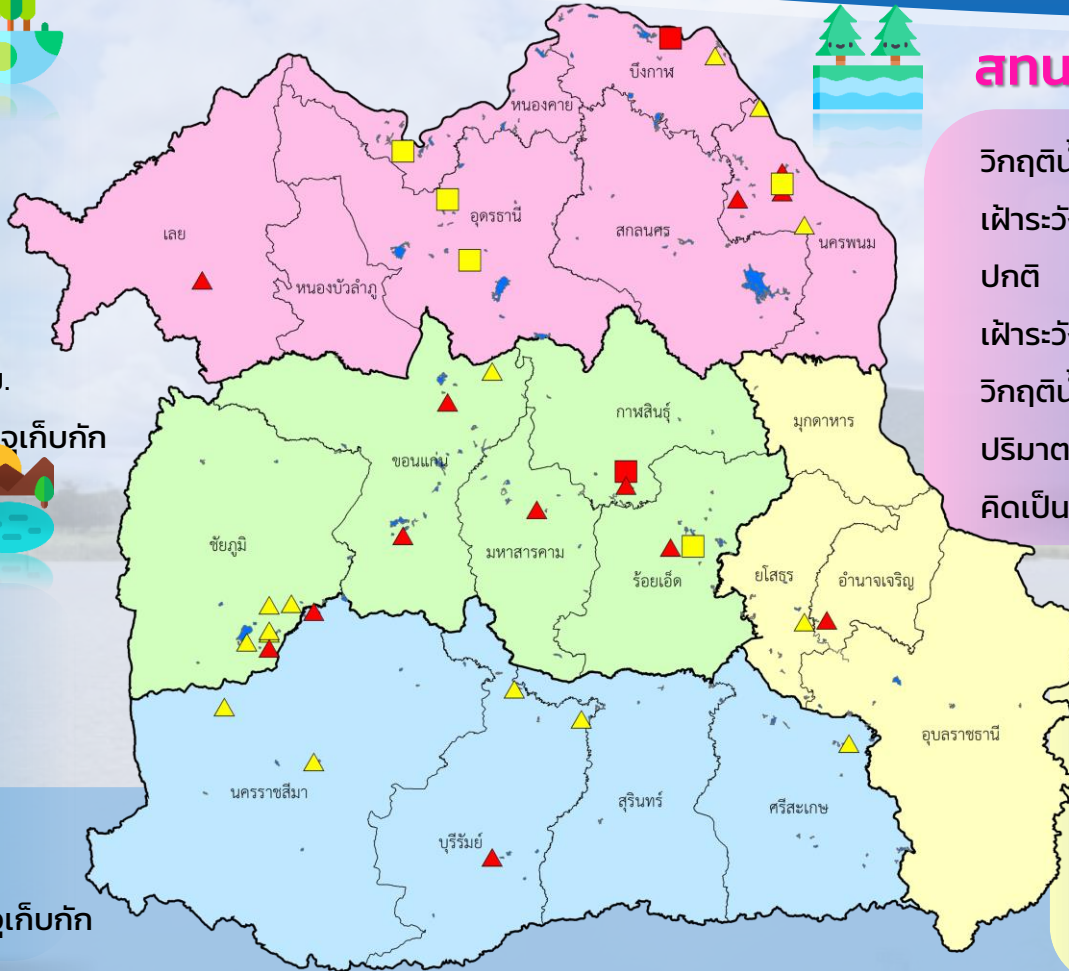 สทน
วิกฤติน้
เฝ้าระวัง
ปกติ
เฝ้าระวัง
วิกฤติน้
ปริมาต
คิดเป็น
บึงกาฬ
หนองคาย
อุดรธานี
เลย
สกลนคร
นครพนม
หนองบัวลำภู
ม.
จุเก็บกัก
กาฬสินธุ์
มุกดาหาร
ขอนแก่น
ชัยภูมิ
มหาสารคาม
ร้อยเอ็ด
ยโสธร
อำนาจเจริญ
อุบลราชธานี
นครราชสีมา
สุรินทร์
ศรีสะเกษ
บุรีรัมย์
จุเก็บกัก